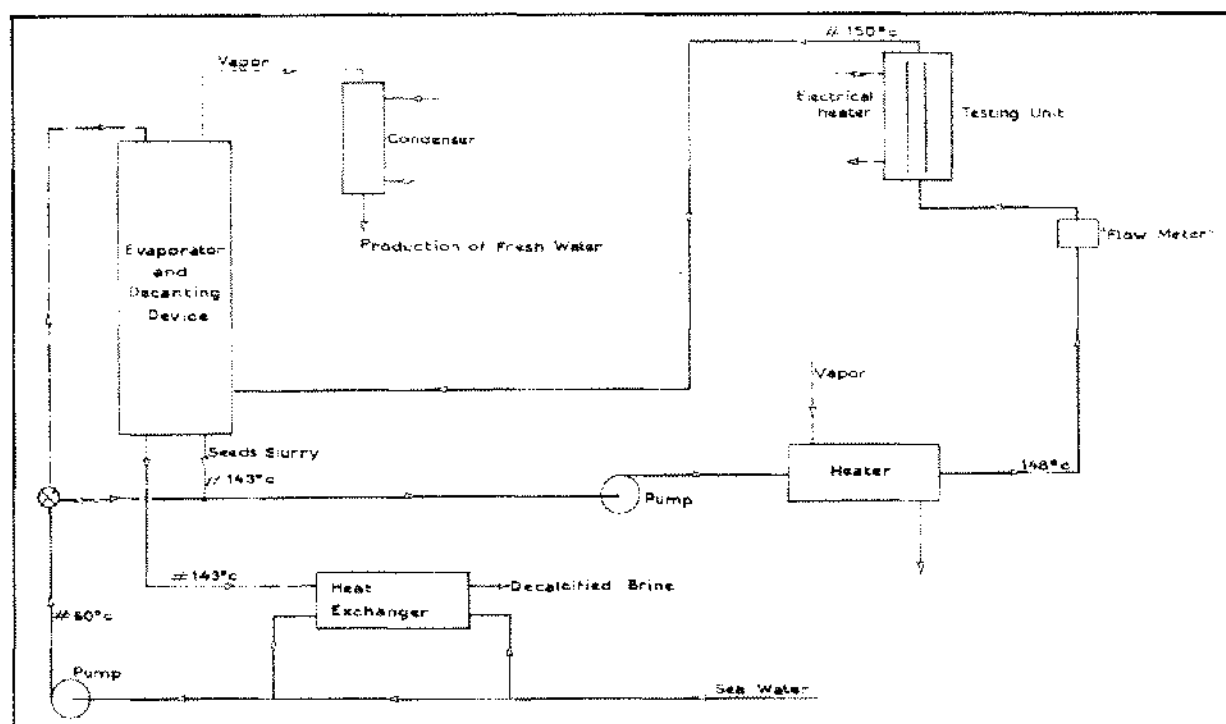 # 150°c
Vapor
Electrical
heater
Testing Unit
Condenser
Production of Fresh Water
"Flow Meter"
Evaporator
and
Decanting
Device
Vapor
Seeds Slurry
# 143°c
Heater
148°c
Pump
# 143°c
Heat
Exchanger
Decalcified Brine
# 60°c
Pump
Sea Water